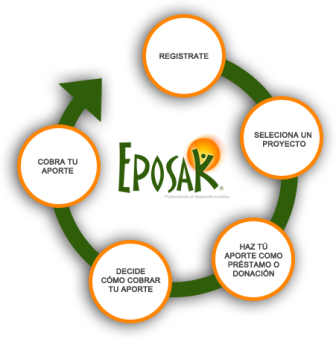 REGISTRATE
SELECIONA UN
PROYECTO
HAZ TÚ
APORTE COMO
PRÉSTAMO O
DONACIÓN
DECIDE
CÓMO COBRAR
TU APORTE
COBRA TU
APORTE
EPOSAK®